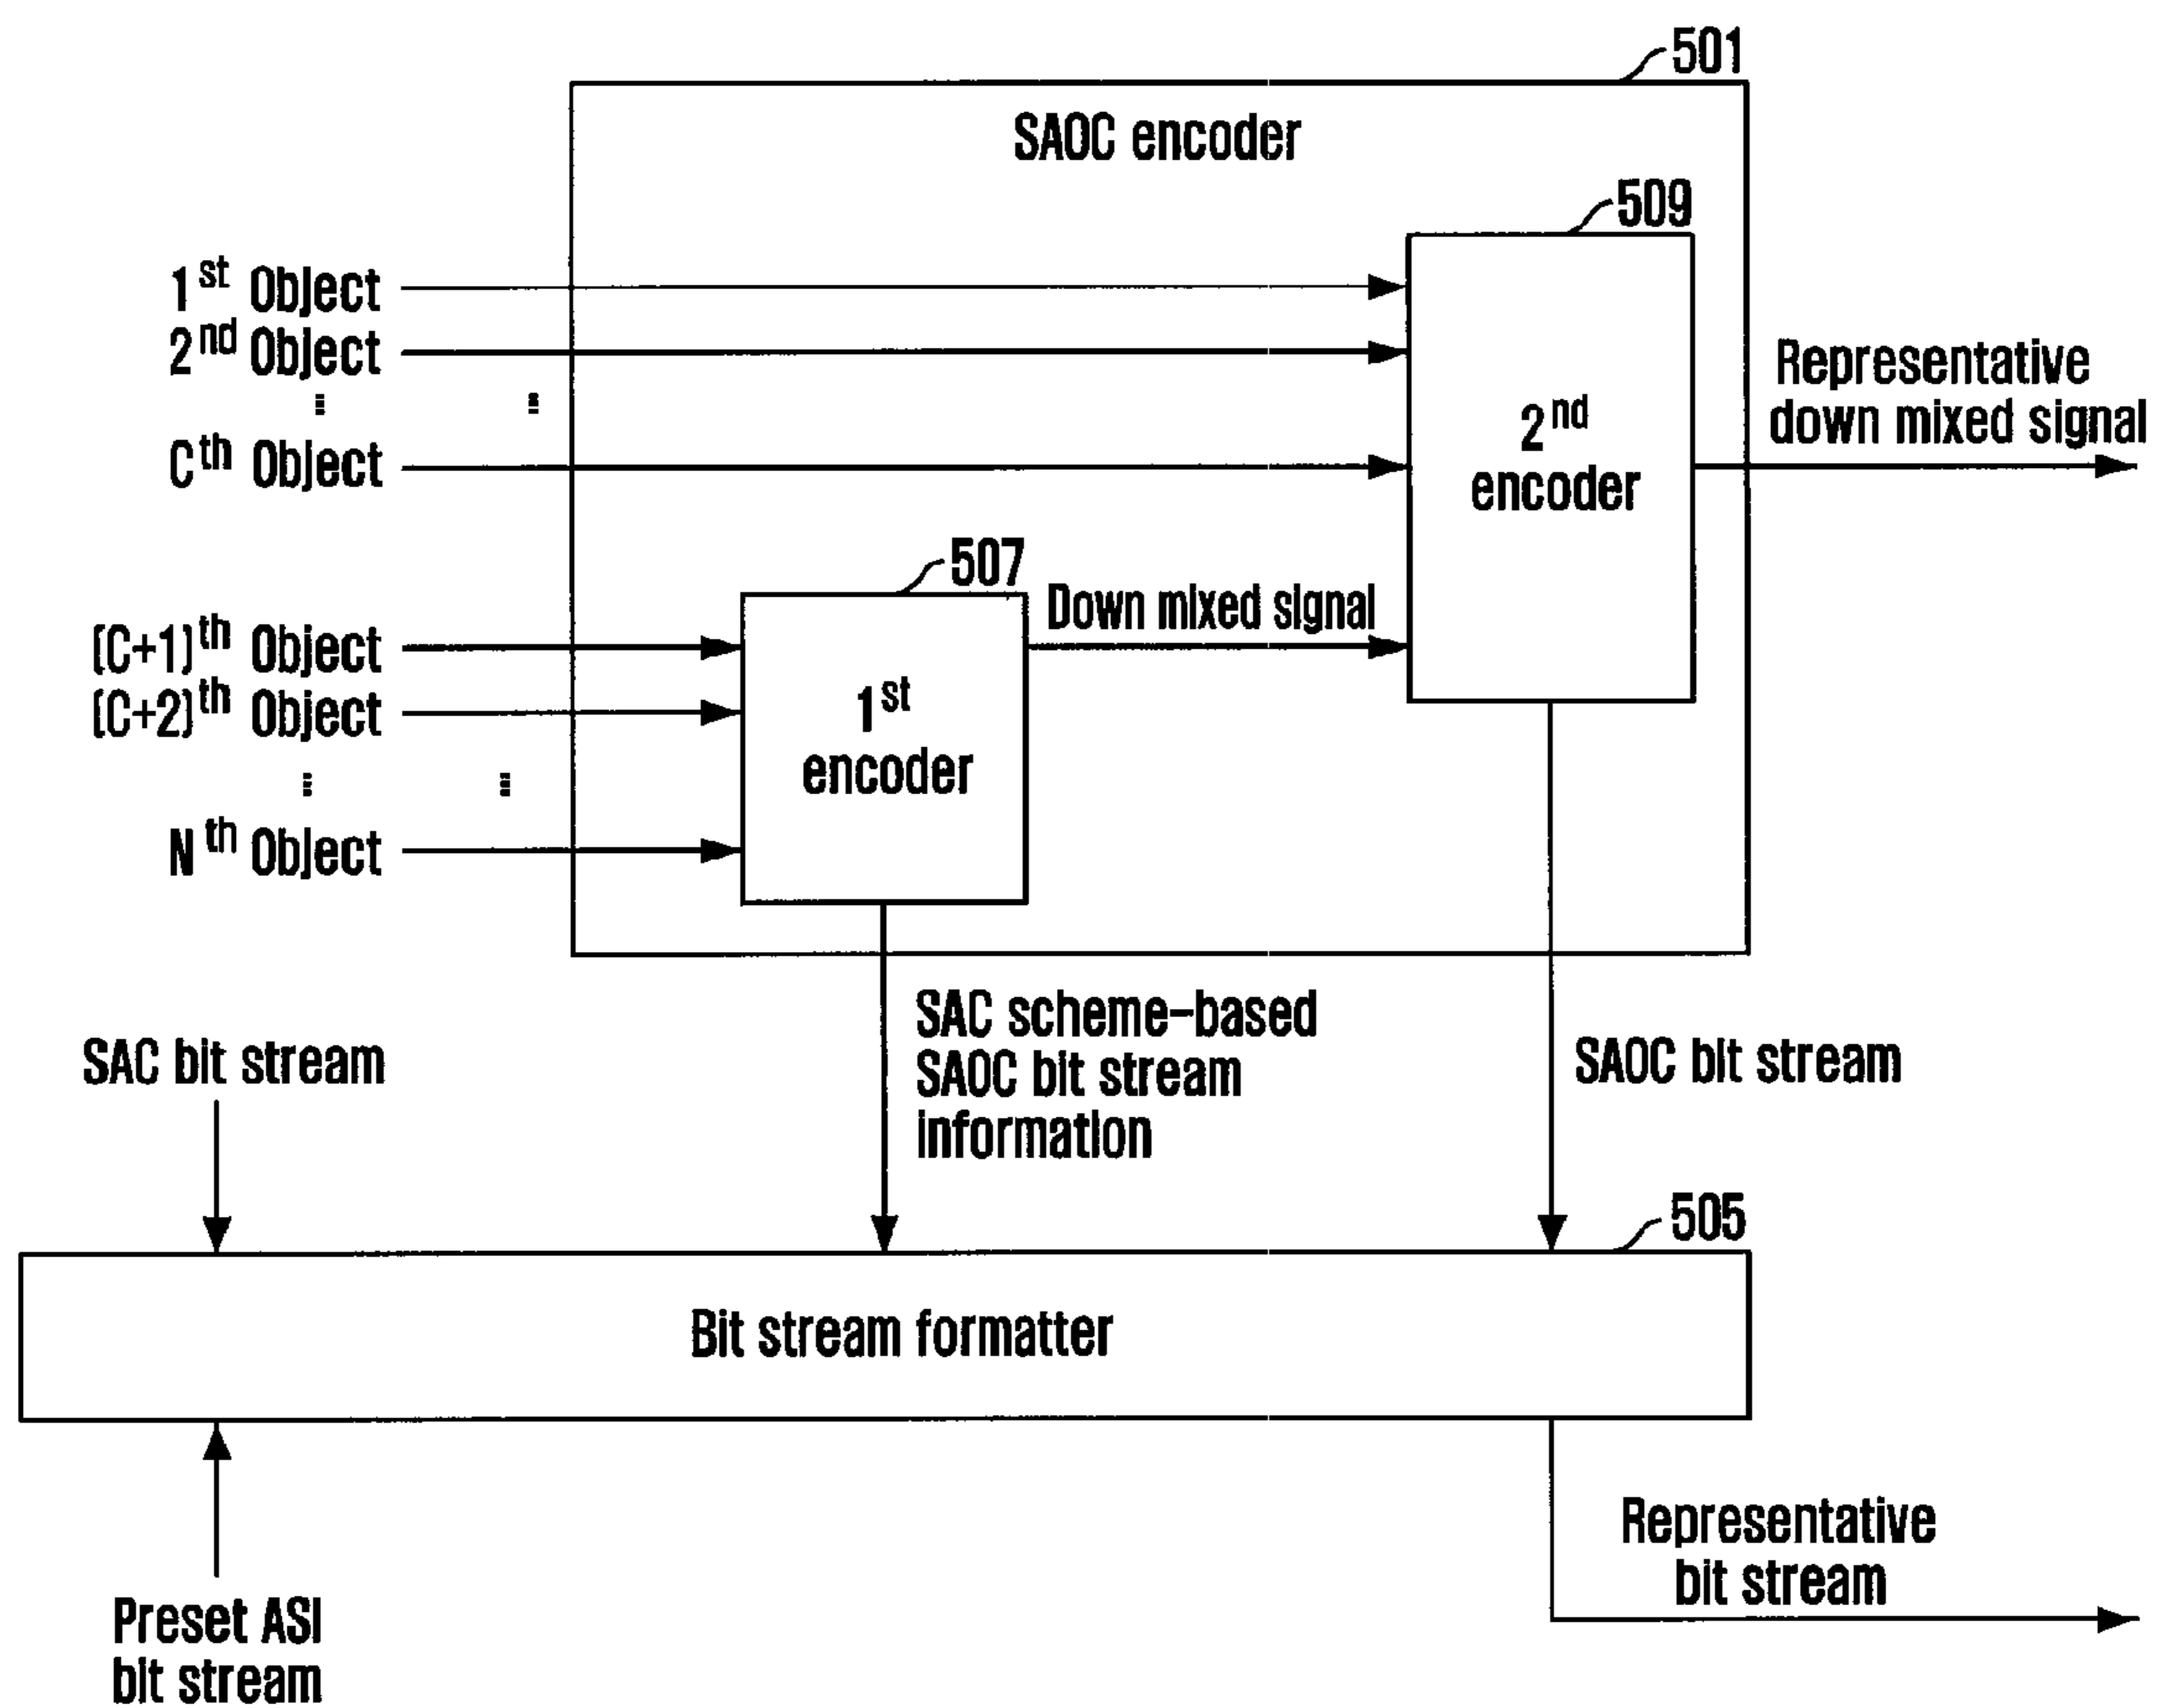 501
SAOC encoder
509
1st Object
2nd Object
...
...
Cth Object
2nd
encoder
Representative
down mixed signal
507
Down mixed signal
(C+1)th Object
(C+2)th Object
...
...
Nth Object
1st
encoder
SAC bit stream
SAC scheme-based
SAOC bit stream
information
SAOC bit stream
505
Bit stream formatter
Preset ASI
bit stream
Representative
bit stream